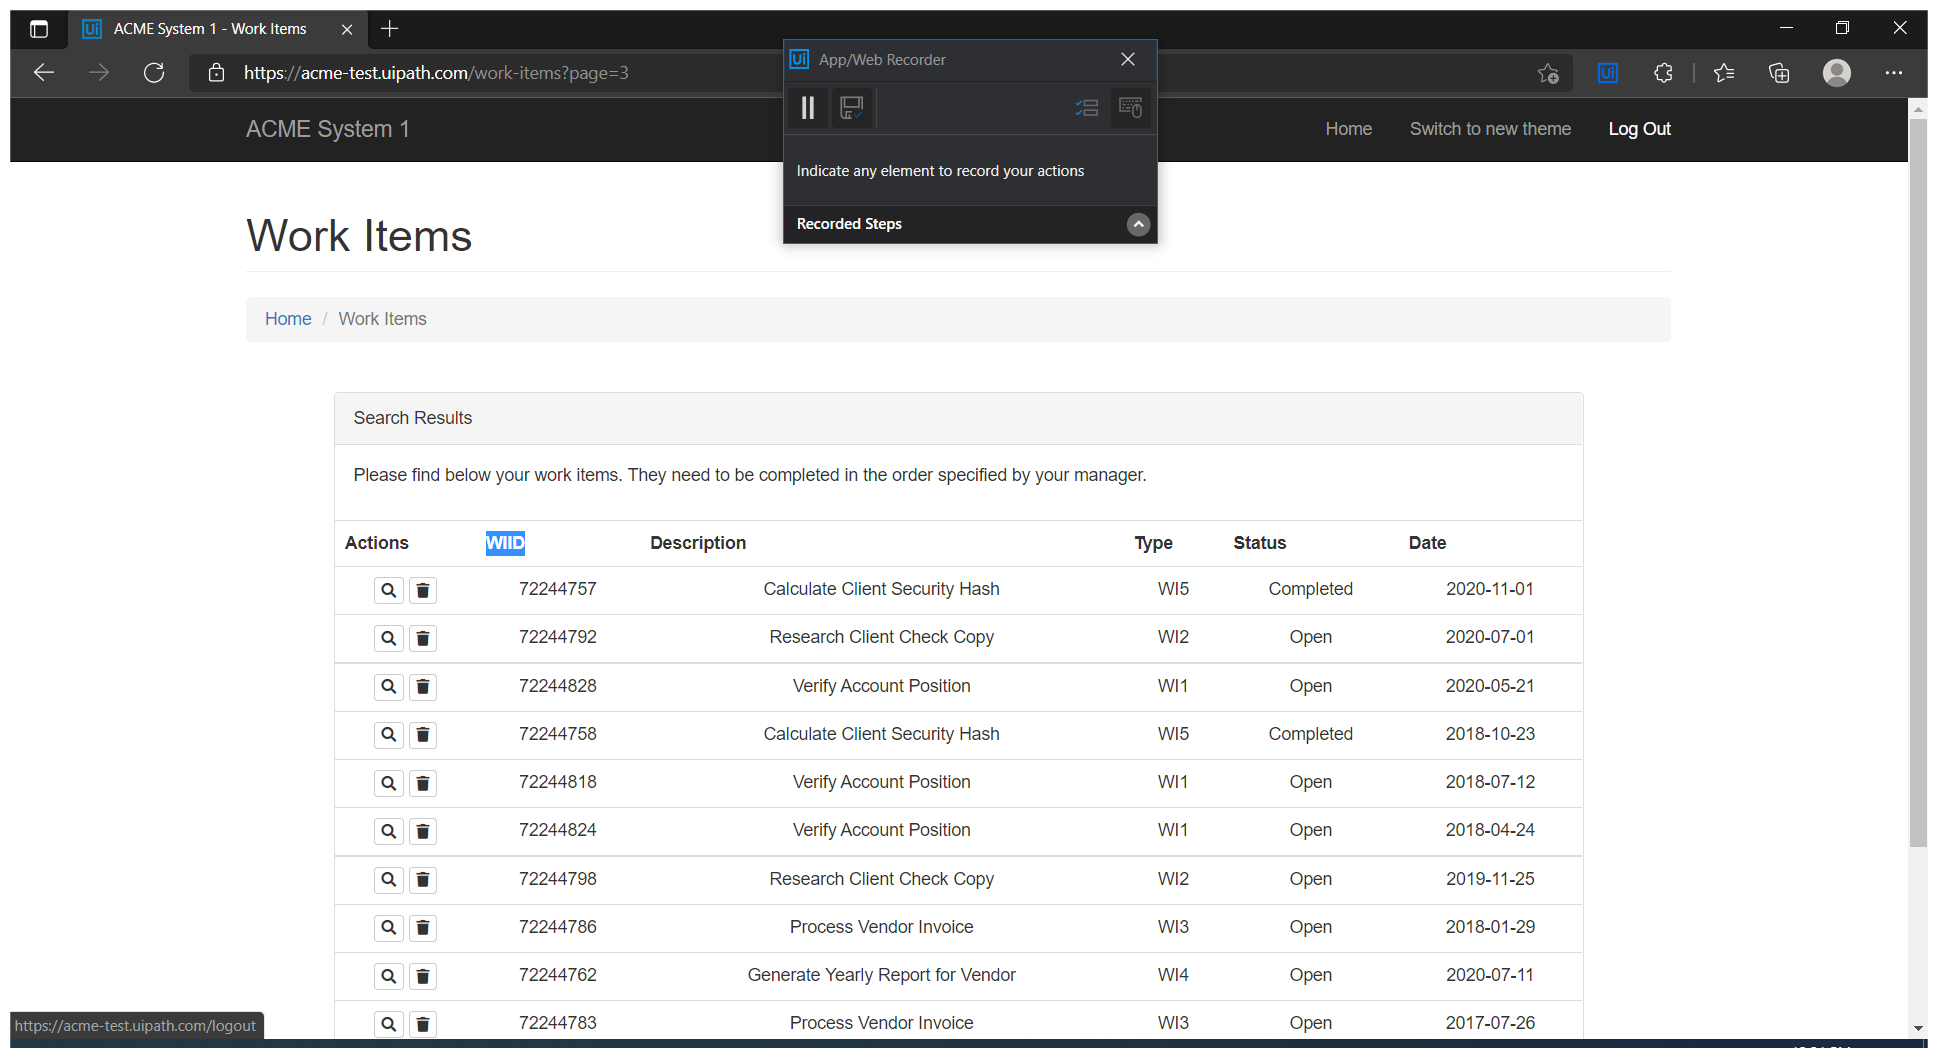 ACME System 1 - Work Items
https://acme-test.uipath.com/work-items?page=3
Ui
Ui App/Web Recorder
Indicate any element to record your actions
Recorded Steps
ACME System 1 Home Switch to new theme Log Out
Work Items
Home / Work Items
Search Results
Please find below your work items. They need to be completed in the order specified by your manager.
Actions WIID Description Type Status Date
72244757 Calculate Client Security Hash WI5 Completed 2020-11-01
72244792 Research Client Check Copy WI2 Open 2020-07-01
72244828 Verify Account Position WI1 Open 2020-05-21
72244758 Calculate Client Security Hash WI5 Completed 2018-10-23
72244818 Verify Account Position WI1 Open 2018-07-12
72244824 Verify Account Position WI1 Open 2018-04-24
72244798 Research Client Check Copy WI2 Open 2019-11-25
72244786 Process Vendor Invoice WI3 Open 2018-01-29
72244762 Generate Yearly Report for Vendor WI4 Open 2020-07-11
72244783 Process Vendor Invoice WI3 Open 2017-07-26
https://acme-test.uipath.com/logout